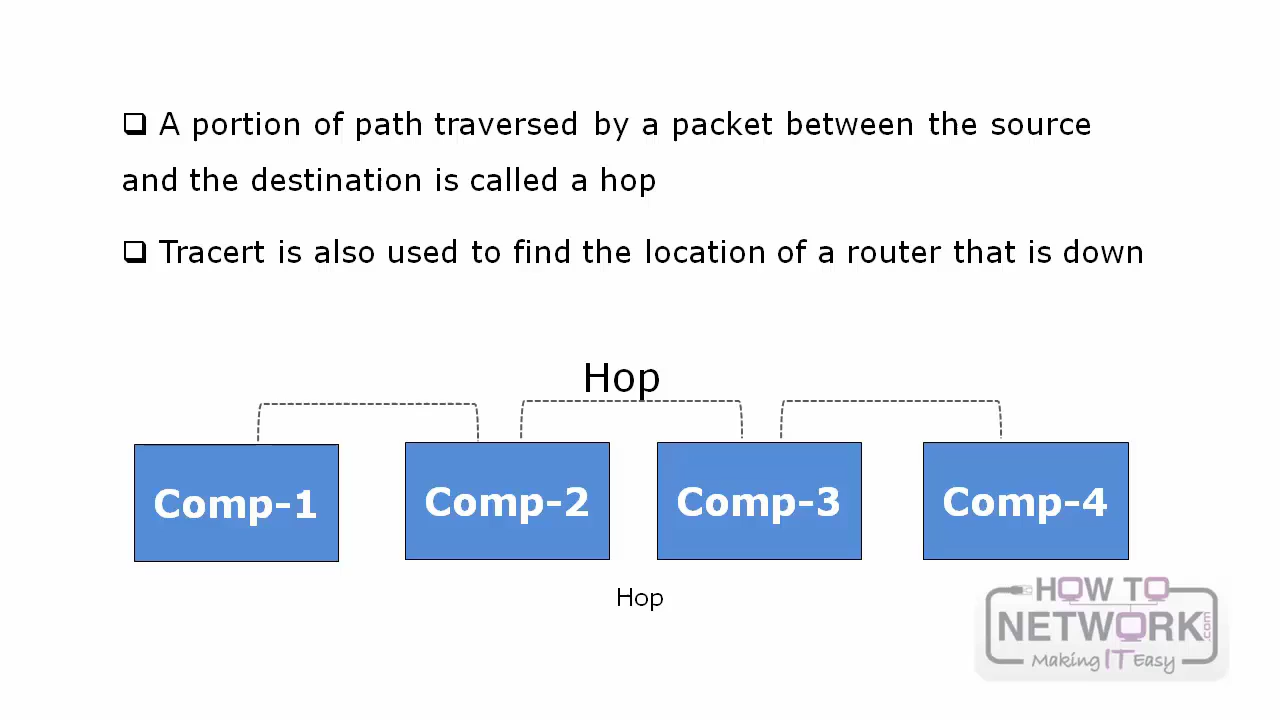 ❑ A portion of path traversed by a packet between the source
and the destination is called a hop
❑ Tracert is also used to find the location of a router that is down
Hop
Comp-1 Comp-2 Comp-3 Comp-4
Hop
HOW TO
NETWORK.com
Making IT Easy